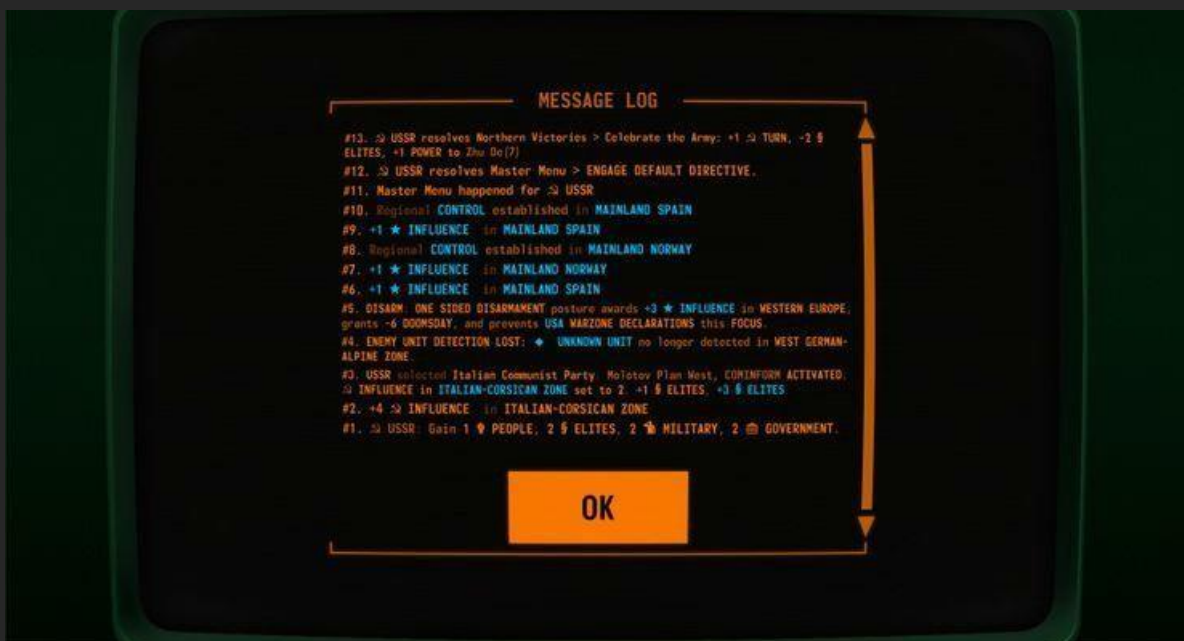 MESSAGE LOG
#13. ☭ USSR resolves Northern Victories > Celebrate the Army: +1 ☭ TURN, -2 §
ELITES, +1 POWER to Zhu De(7)
#12. ☭ USSR resolves Master Menu > ENGAGE DEFAULT DIRECTIVE.
#11. Master Menu happened for ☭ USSR
#10. Regional CONTROL established in MAINLAND SPAIN
#9. +1 ★ INFLUENCE in MAINLAND SPAIN
#8. Regional CONTROL established in MAINLAND NORWAY
#7. +1 ★ INFLUENCE in MAINLAND NORWAY
#6. +1 ★ INFLUENCE in MAINLAND SPAIN
#5. DISARM: ONE SIDED DISARMAMENT posture awards +3 ★ INFLUENCE in WESTERN EUROPE,
grants -6 DOOMSDAY, and prevents USA WARZONE DECLARATIONS this FOCUS.
#4. ENEMY UNIT DETECTION LOST: ◆ UNKNOWN UNIT no longer detected in WEST GERMAN-
ALPINE ZONE.
#3. USSR selected Italian Communist Party. Molotov Plan West, COMINFORM ACTIVATED.
☭ INFLUENCE in ITALIAN-CORSICAN ZONE set to 2. +1 § ELITES, +3 § ELITES
#2. +4 ☭ INFLUENCE in ITALIAN-CORSICAN ZONE
#1. ☭ USSR: Gain 1 PEOPLE, 2 § ELITES, 2 MILITARY, 2 GOVERNMENT.
OK